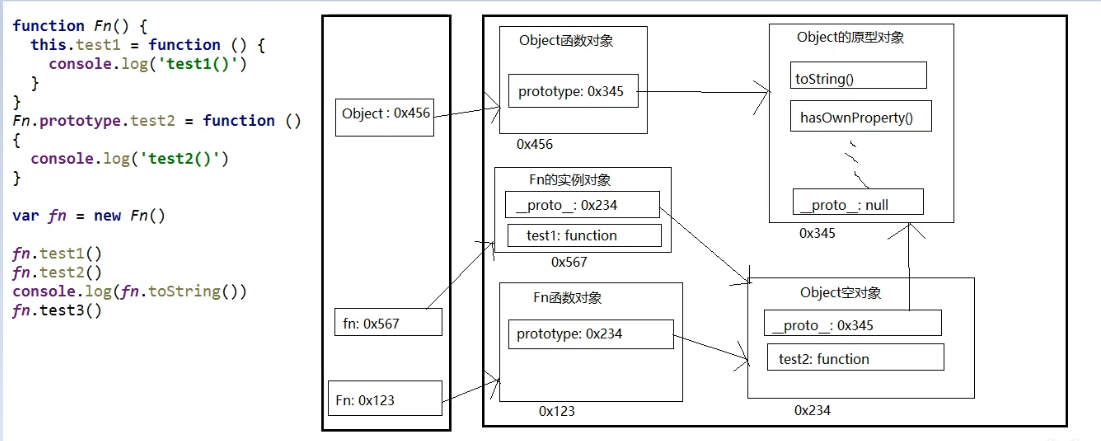 function Fn() {
this.test1 = function () {
console.log('test1()')
}
}
Fn.prototype.test2 = function ()
{
console.log('test2()')
}
var fn = new Fn()
fn.test1()
fn.test2()
console.log(fn.toString())
fn.test3()
Object : 0x456
fn: 0x567
Fn: 0x123
Object函数对象
prototype: 0x345
0x456
Fn的实例对象
__proto__: 0x234
test1: function
0x567
Fn函数对象
prototype: 0x234
0x123
Object的原型对象
toString()
hasOwnProperty()
__proto__: null
0x345
Object空对象
__proto__: 0x345
test2: function
0x234